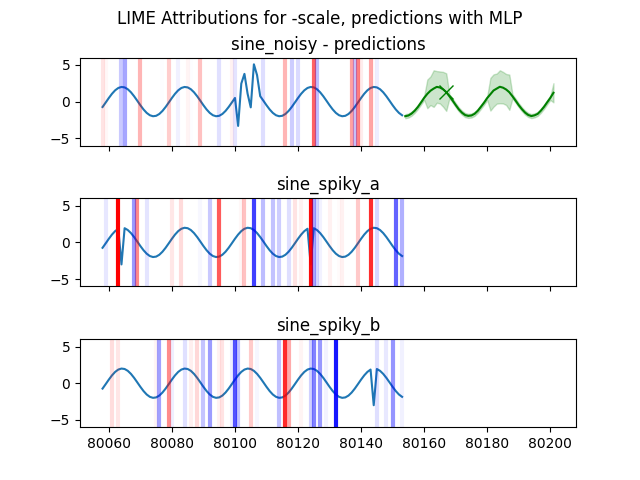 LIME Attributions for -scale, predictions with MLP
sine_noisy - predictions
5
0
−5
sine_spiky_a
5
0
−5
sine_spiky_b
5
0
−5
80060 80080 80100 80120 80140 80160 80180 80200